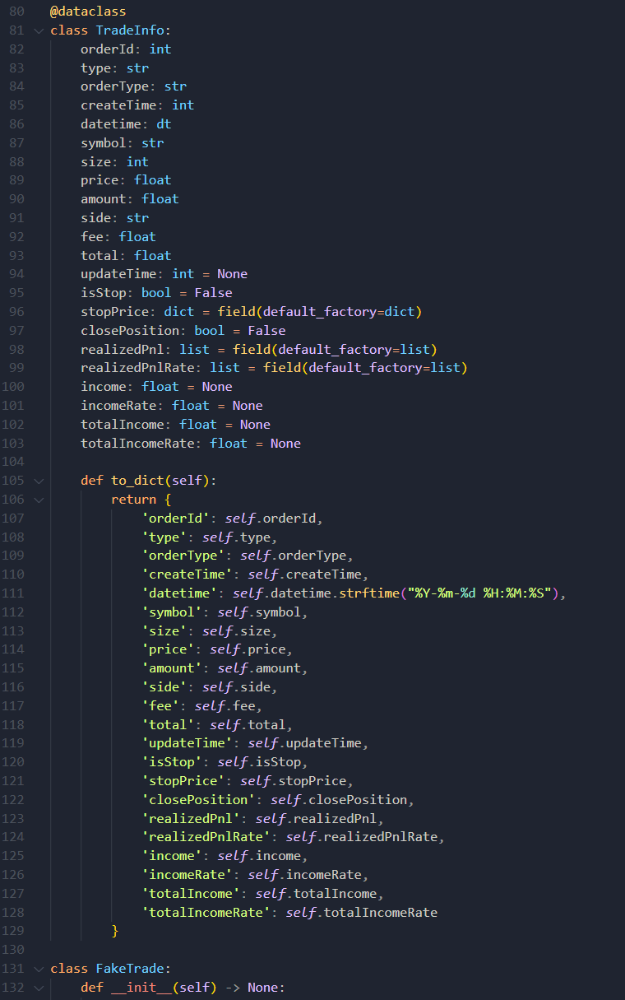 80 @dataclass
81 class TradeInfo:
82     orderId: int
83     type: str
84     orderType: str
85     createTime: int
86     datetime: dt
87     symbol: str
88     size: int
89     price: float
90     amount: float
91     side: str
92     fee: float
93     total: float
94     updateTime: int = None
95     isStop: bool = False
96     stopPrice: dict = field(default_factory=dict)
97     closePosition: bool = False
98     realizedPnl: list = field(default_factory=list)
99     realizedPnlRate: list = field(default_factory=list)
100     income: float = None
101     incomeRate: float = None
102     totalIncome: float = None
103     totalIncomeRate: float = None
104
105     def to_dict(self):
106         return {
107             'orderId': self.orderId,
108             'type': self.type,
109             'orderType': self.orderType,
110             'createTime': self.createTime,
111             'datetime': self.datetime.strftime("%Y-%m-%d %H:%M:%S"),
112             'symbol': self.symbol,
113             'size': self.size,
114             'price': self.price,
115             'amount': self.amount,
116             'side': self.side,
117             'fee': self.fee,
118             'total': self.total,
119             'updateTime': self.updateTime,
120             'isStop': self.isStop,
121             'stopPrice': self.stopPrice,
122             'closePosition': self.closePosition,
123             'realizedPnl': self.realizedPnl,
124             'realizedPnlRate': self.realizedPnlRate,
125             'income': self.income,
126             'incomeRate': self.incomeRate,
127             'totalIncome': self.totalIncome,
128             'totalIncomeRate': self.totalIncomeRate
129         }
130
131 class FakeTrade:
132     def __init__(self) -> None: